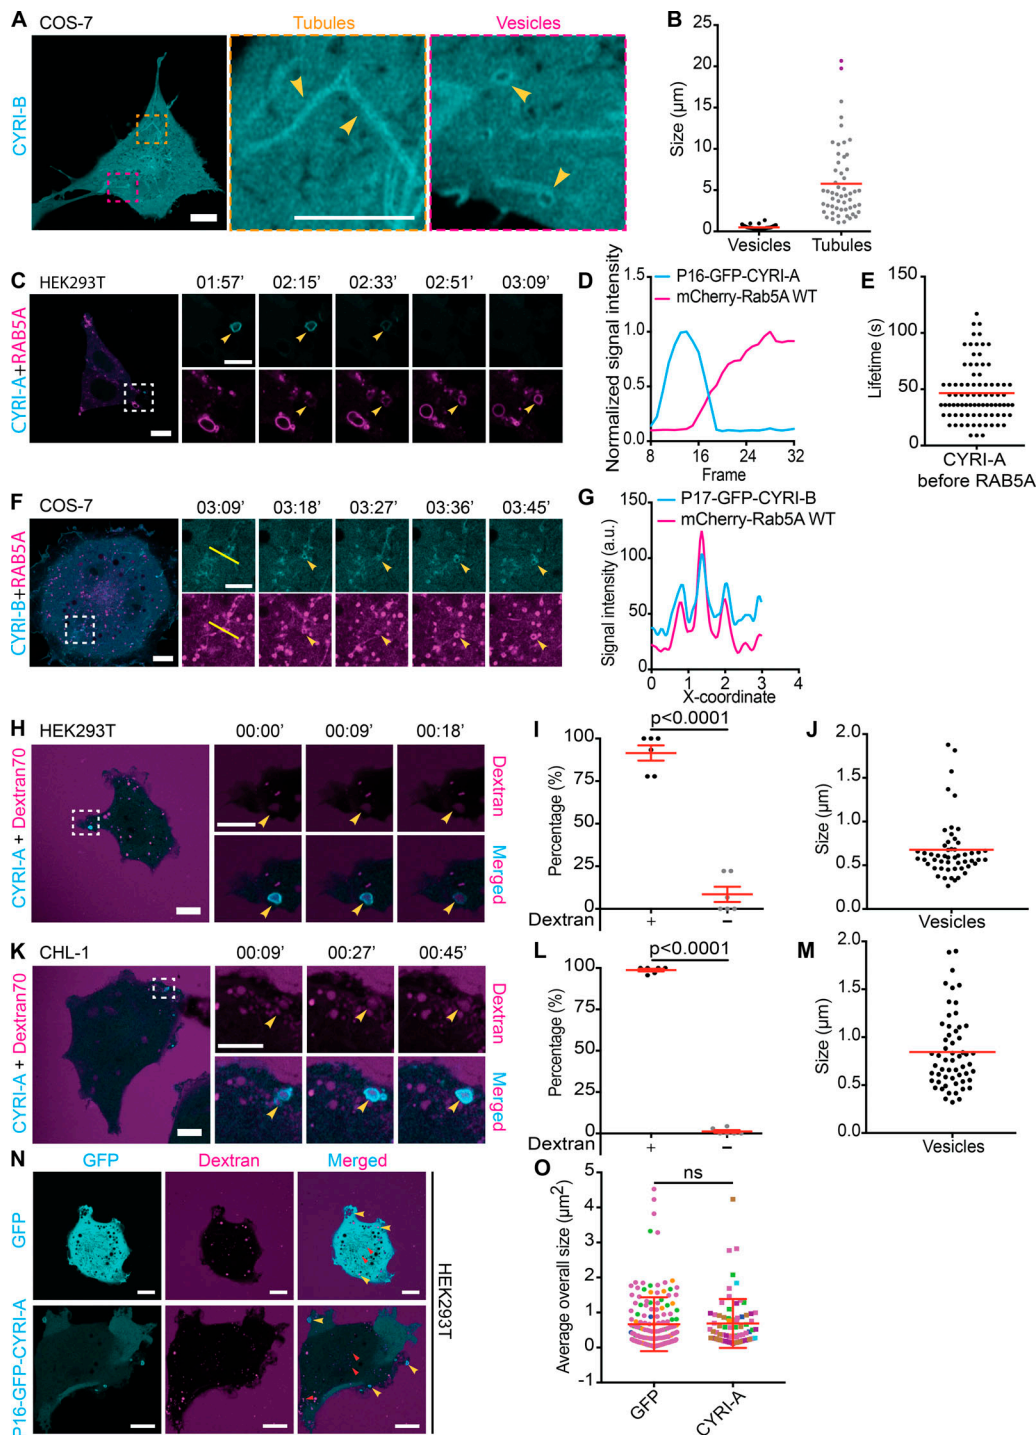 A COS-7 Tubules Vesicles
CYRI-B
B
Size (µm)
25
20
15
10
5
0
Vesicles Tubules
C HEK293T 01:57' 02:15' 02:33' 02:51' 03:09'
CYRI-A+RAB5A
D
Normalized signal intensity
P16-GFP-CYRI-A
mCherry-Rab5A WT
1.5
1.0
0.5
0.0
8 16 24 32
Frame
E
Lifetime (s)
150
100
50
0
CYRI-A
before RAB5A
F COS-7 03:09' 03:18' 03:27' 03:36' 03:45'
CYRI-B+RAB5A
G
Signal intensity (a.u.)
P17-GFP-CYRI-B
mCherry-Rab5A WT
150
100
50
0
0 1 2 3 4
X-coordinate
H HEK293T 00:00' 00:09' 00:18'
CYRI-A + Dextran70
Dextran
Merged
I
p<0.0001
Percentage (%)
100
75
50
25
0
Dextran + −
J
Size (µm)
2.0
1.5
1.0
0.5
0.0
Vesicles
K CHL-1 00:09' 00:27' 00:45'
CYRI-A + Dextran70
Dextran
Merged
L
p<0.0001
Percentage (%)
100
75
50
25
0
Dextran + −
M
Size (µm)
2.0
1.5
1.0
0.5
0.0
Vesicles
N GFP Dextran Merged
GFP
P16-GFP-CYRI-A
HEK293T
O
ns
Average overall size (µm²)
5
4
3
2
1
0
-1
GFP CYRI-A